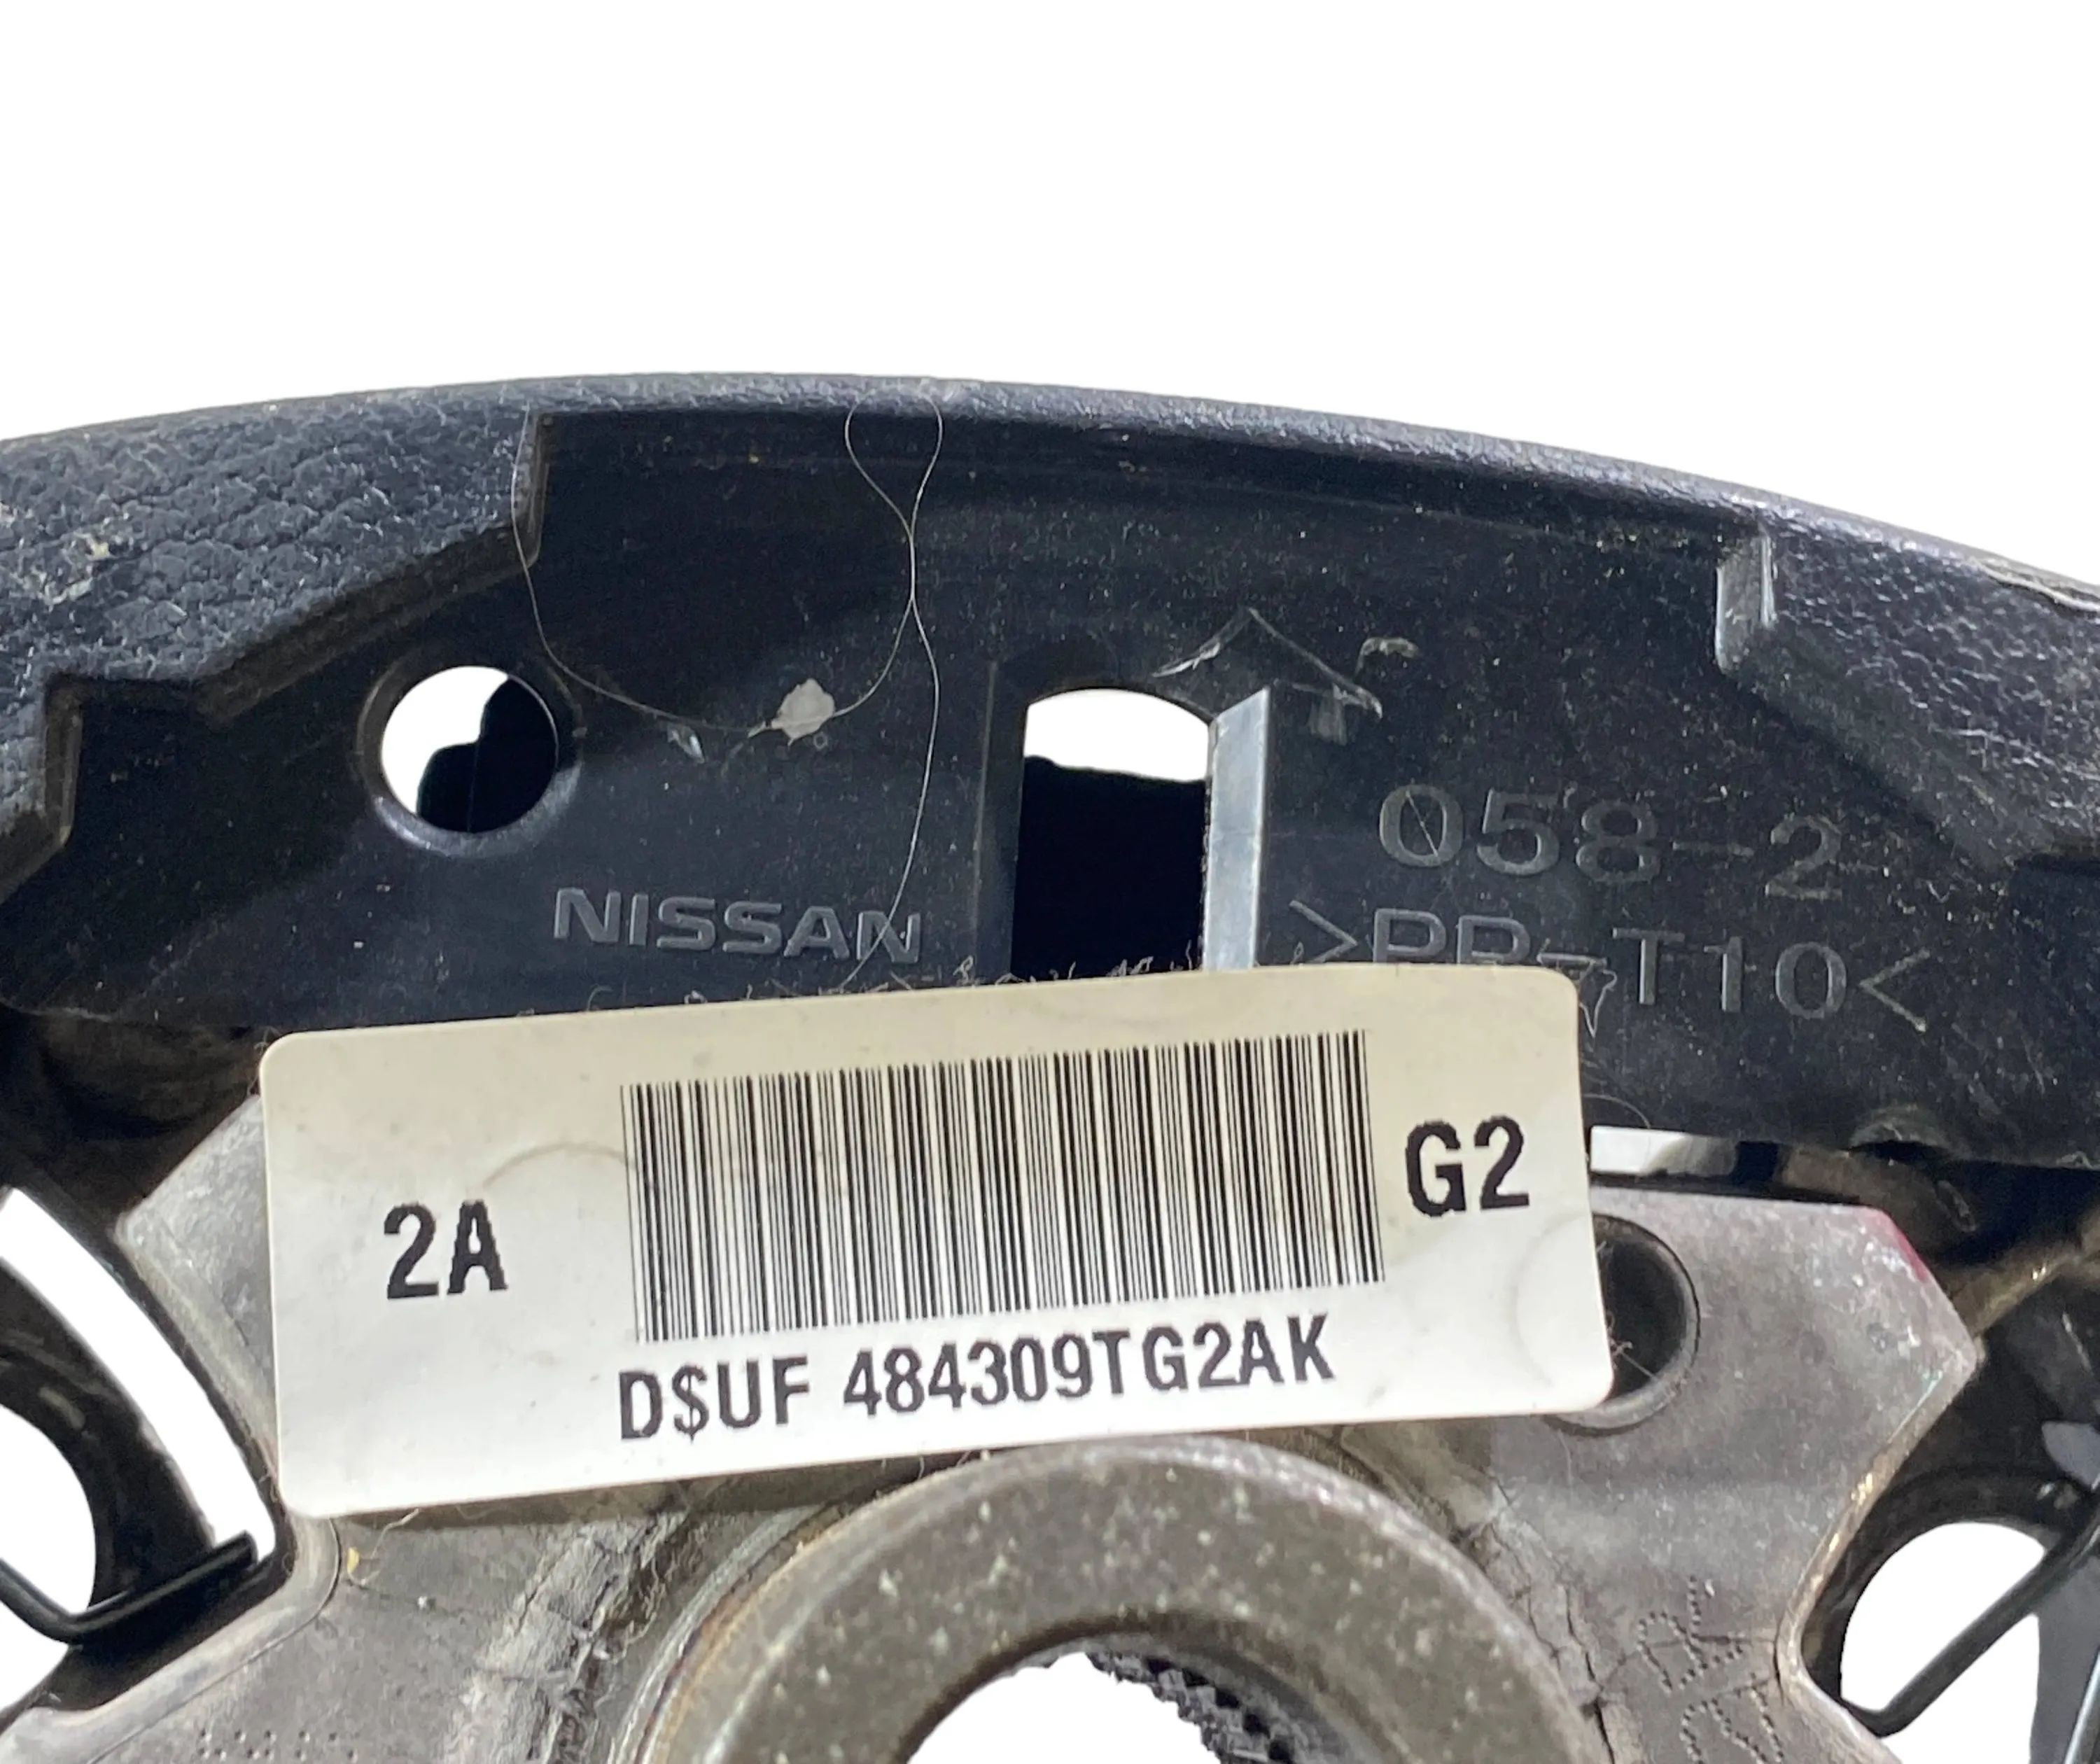 NISSAN
058-2
>PP-T10<
2A
G2
D$UF 484309TG2AK